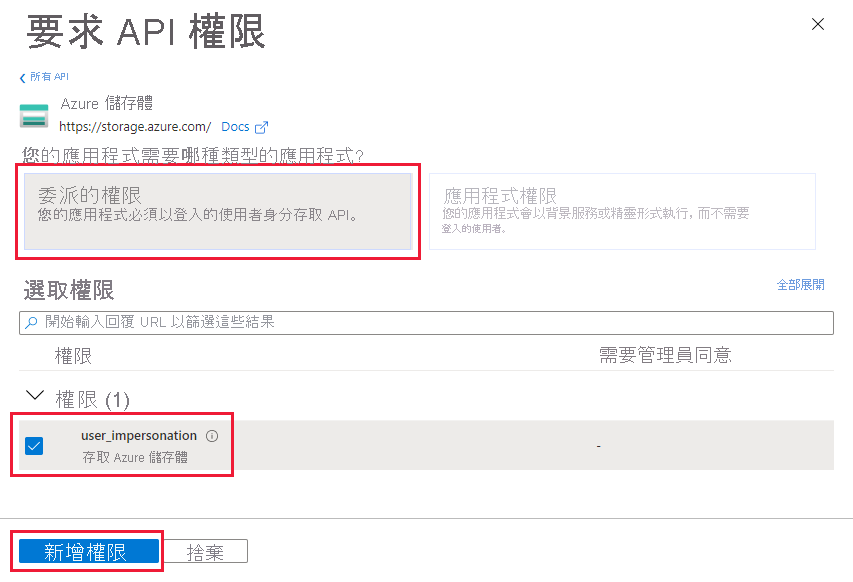 要求 API 權限
所有 API
Azure 儲存體
https://storage.azure.com/ Docs
您的應用程式需要哪種類型的應用程式?
委派的權限
您的應用程式必須以登入的使用者身分存取 API。
應用程式權限
您的應用程式會以背景服務或精靈形式執行，而不需要
登入的使用者。
選取權限 全部展開
開始輸入回覆 URL 以篩選這些結果
權限 需要管理員同意
權限 (1)
user_impersonation
存取 Azure 儲存體 -
新增權限 捨棄